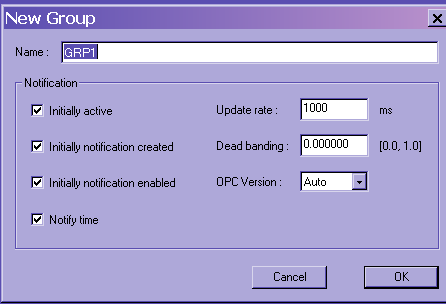 New Group
Name : GRP1
Notification
Initially active Update rate : 1000 ms
Initially notification created Dead banding : 0.000000 [0.0, 1.0]
Initially notification enabled OPC Version : Auto
Notify time
Cancel OK